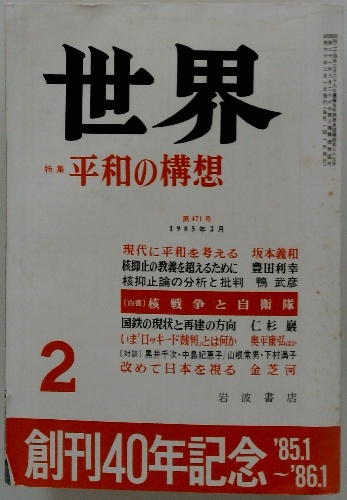 世界
特集 平和の構想
第471号
1985年2月
現代に平和を考える 坂本義和
核抑止の教義を超えるために 豊田利幸
核抑止論の分析と批判 鴨 武彦
〔白書〕核戦争と自衛隊
国鉄の現状と再建の方向 仁杉 巖
いま「ロッキード裁判」とは何か 奥平康弘ほか
〔対談〕黒井千次・中島紀恵子/山根常男・下村満子
改めて日本を視る 金芝河
2
岩波書店
創刊40年記念 '85.1〜'86.1